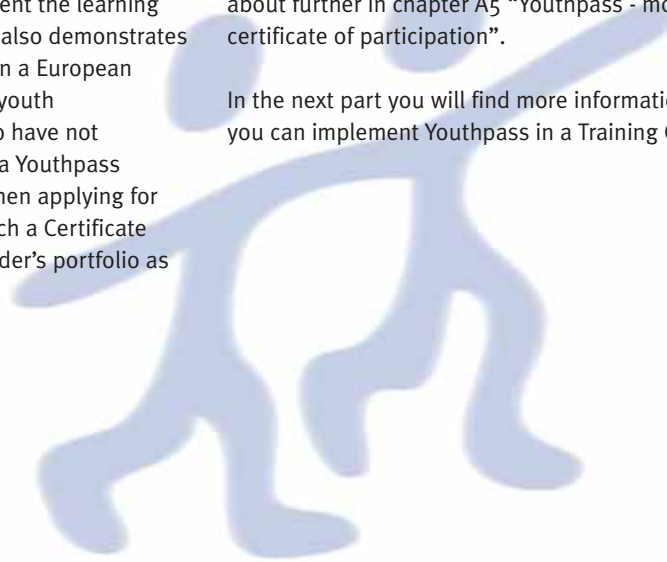 ent the learning
also demonstrates
n a European
youth
o have not
a Youthpass
hen applying for
ch a Certificate
der's portfolio as
about further in chapter A5 "Youthpass - mo
certificate of participation".
In the next part you will find more informati
you can implement Youthpass in a Training